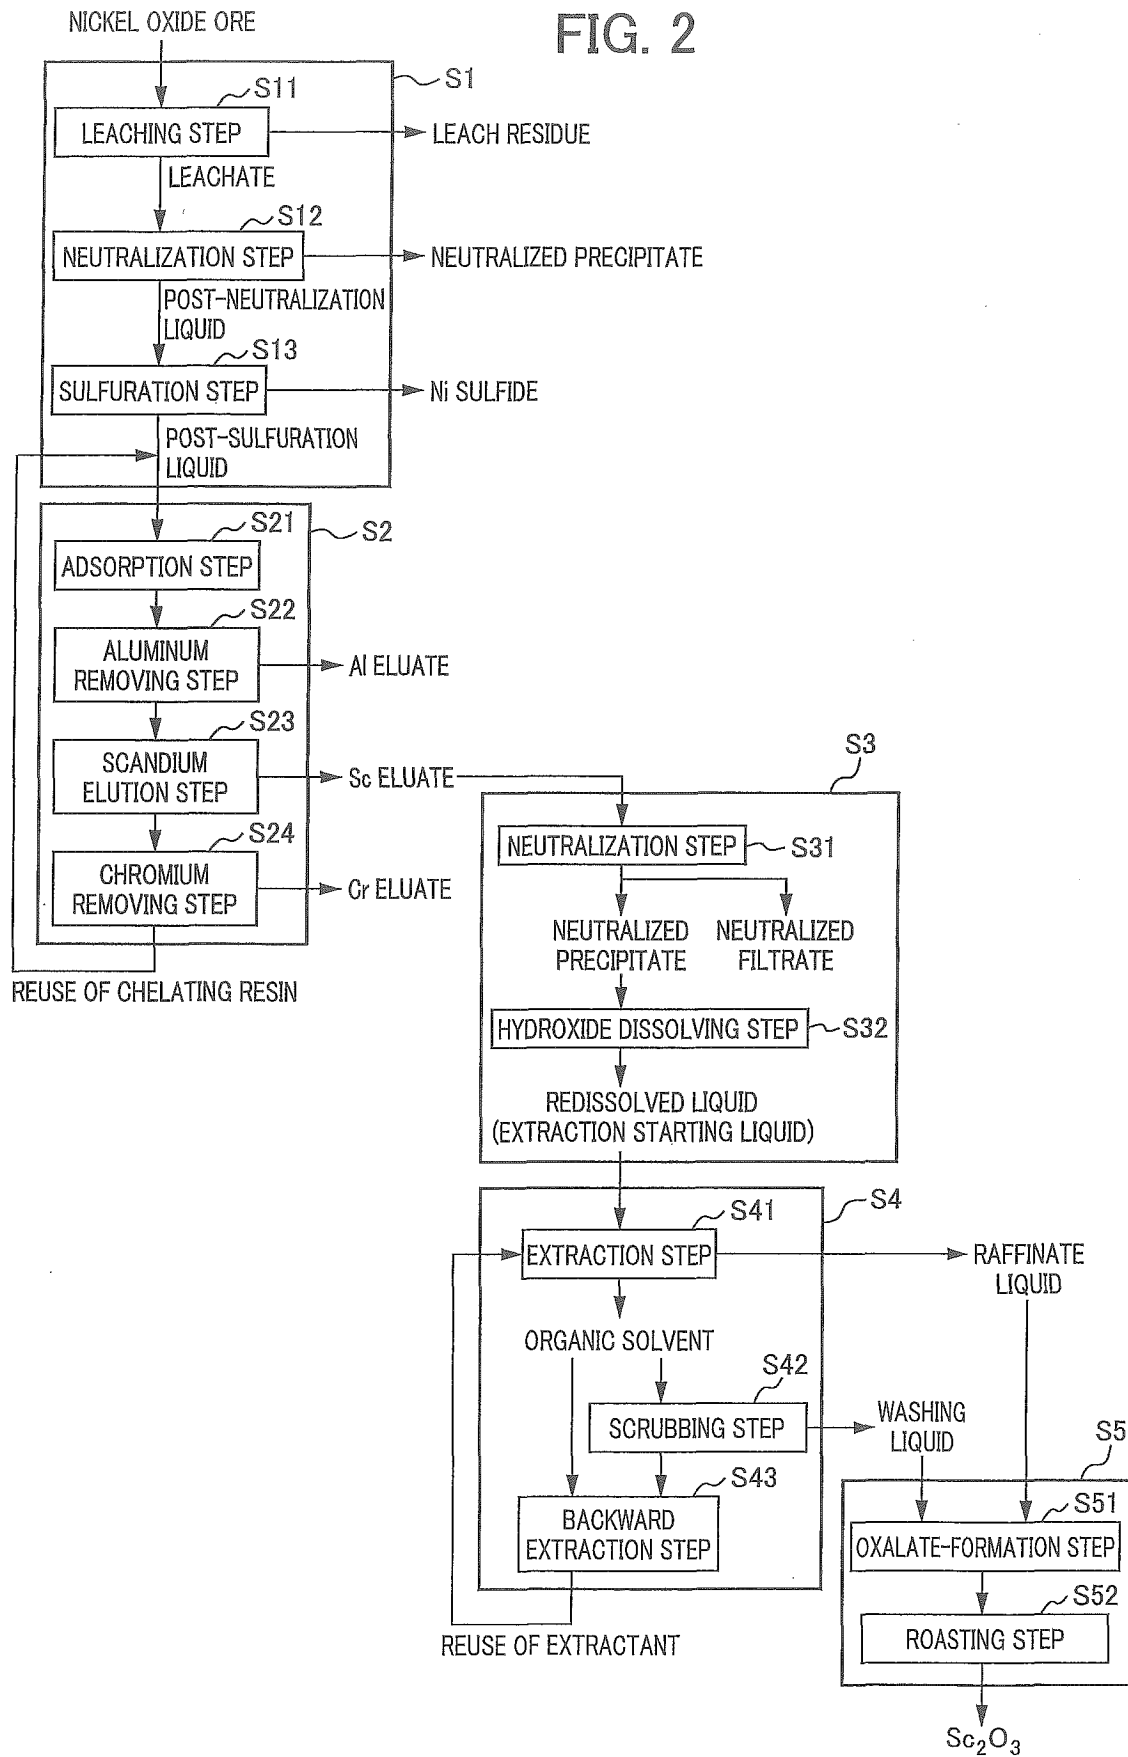 NICKEL OXIDE ORE
FIG. 2
S1
S11
LEACHING STEP
LEACH RESIDUE
LEACHATE
S12
NEUTRALIZATION STEP
NEUTRALIZED PRECIPITATE
POST-NEUTRALIZATION
LIQUID
S13
SULFURATION STEP
Ni SULFIDE
POST-SULFURATION
LIQUID
S2
S21
ADSORPTION STEP
S22
ALUMINUM
REMOVING STEP
Al ELUATE
S23
SCANDIUM
ELUTION STEP
Sc ELUATE
S24
CHROMIUM
REMOVING STEP
Cr ELUATE
REUSE OF CHELATING RESIN
S3
NEUTRALIZATION STEP
S31
NEUTRALIZED
PRECIPITATE
NEUTRALIZED
FILTRATE
HYDROXIDE DISSOLVING STEP
S32
REDISSOLVED LIQUID
(EXTRACTION STARTING LIQUID)
S4
S41
EXTRACTION STEP
RAFFINATE
LIQUID
ORGANIC SOLVENT
S42
SCRUBBING STEP
WASHING
LIQUID
S43
BACKWARD
EXTRACTION STEP
REUSE OF EXTRACTANT
S5
S51
OXALATE-FORMATION STEP
S52
ROASTING STEP
Sc₂O₃